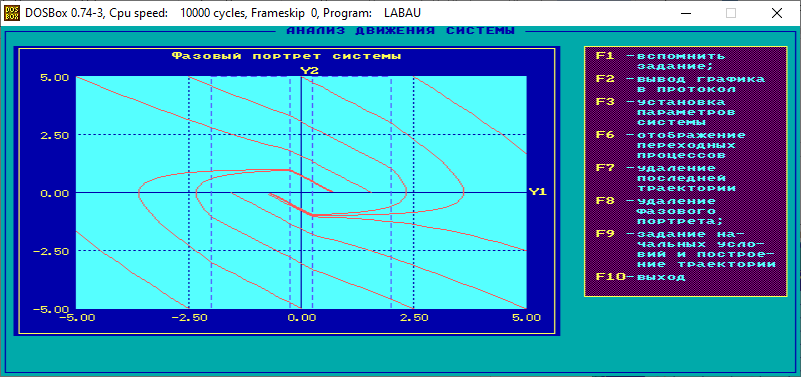 DOS
BOX
DOSBox 0.74-3, Cpu speed: 10000 cycles, Frameskip 0, Program: LABAU
АНАЛИЗ ДВИЖЕНИЯ СИСТЕМЫ
Фазовый портрет системы
Y2
5.00
2.50
0.00
Y1
-2.50
-5.00
-5.00
-2.50
0.00
2.50
5.00
F1 -вспомнить
задание;
F2 -вывод графика
в протокол
F3 -установка
параметров
системы
F6 -отображение
переходных
процессов
F7 -удаление
последней
траектории
F8 -удаление
Фазового
портрета;
F9 -задание на-
чальных усло-
вий и построе-
ние траектории
F10-выход